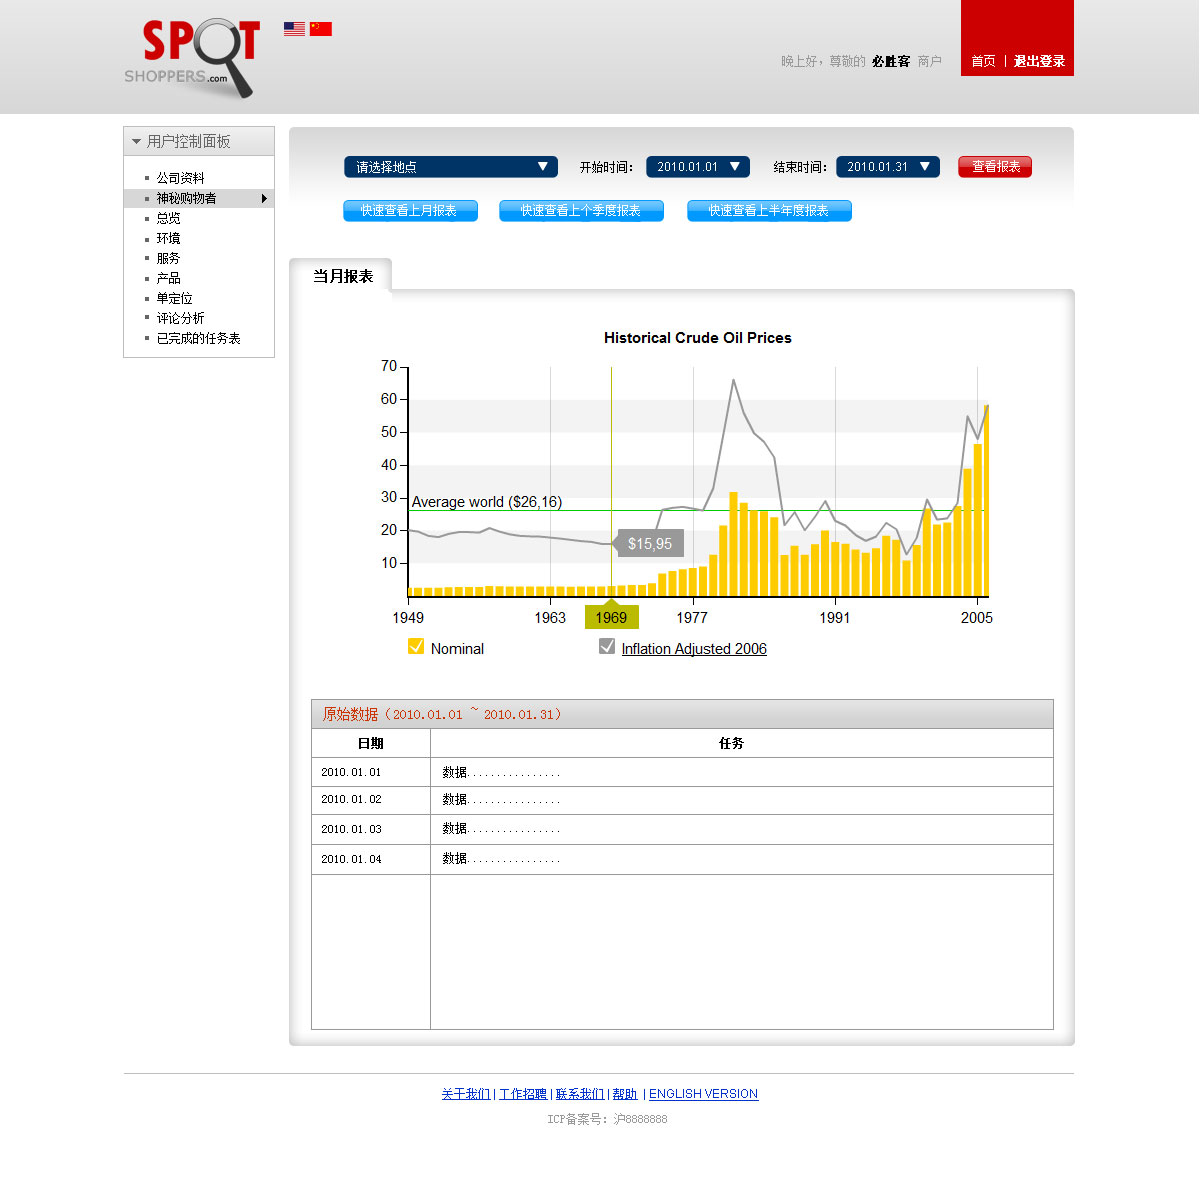 SPOT
SHOPPERS.com
晚上好，尊敬的 必胜客 商户
首页 | 退出登录
用户控制面板
公司资料
神秘购物者
总览
环境
服务
产品
单定位
评论分析
已完成的任务表
请选择地点 开始时间： 2010.01.01 结束时间： 2010.01.31 查看报表
快速查看上月报表 快速查看上个季度报表 快速查看上半年度报表
当月报表
Historical Crude Oil Prices
70
60
50
40
30
Average world ($26,16)
20
$15,95
10
1949 1963 1969 1977 1991 2005
Nominal Inflation Adjusted 2006
原始数据（2010.01.01 ~ 2010.01.31）
日期 任务
2010.01.01 数据................
2010.01.02 数据................
2010.01.03 数据................
2010.01.04 数据................
关于我们 | 工作招聘 | 联系我们 | 帮助 | ENGLISH VERSION
ICP备案号：沪8888888